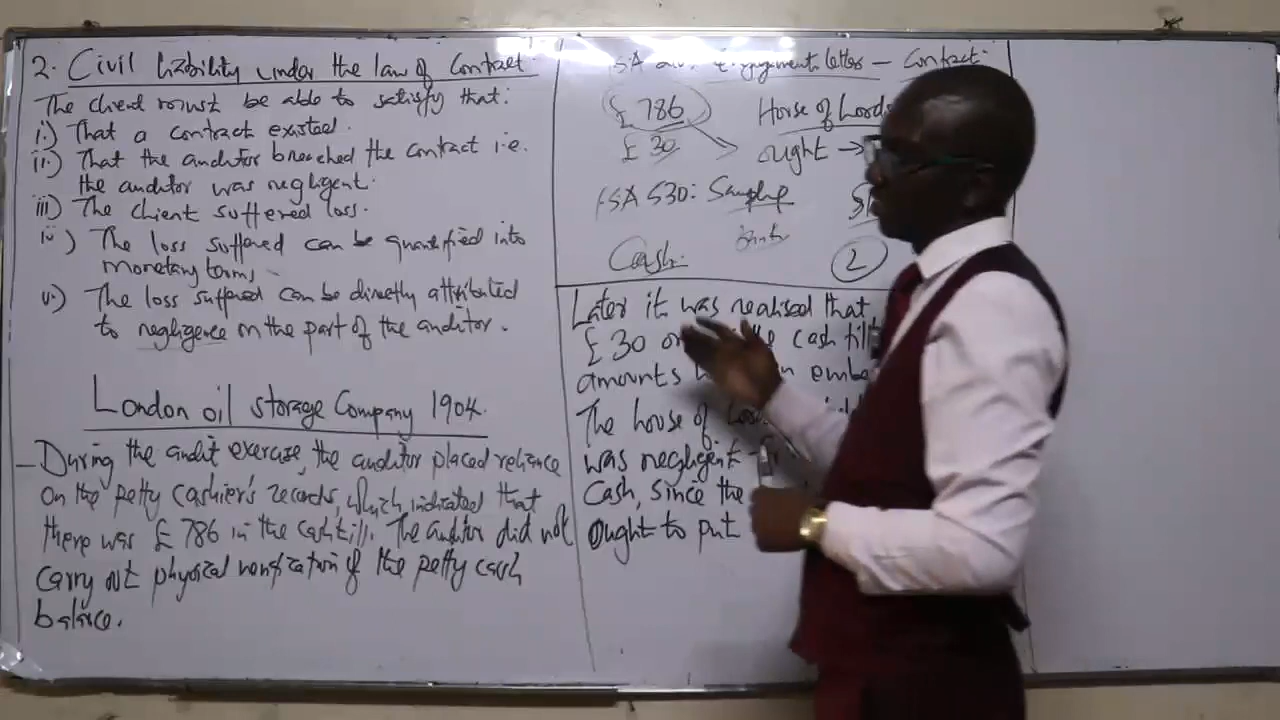 2. Civil liability under the law of Contract.
The client must be able to satisfy that:
i.) That a contract existed.
ii.) That the auditor breached the contract i.e.
the auditor was negligent.
iii) The client suffered loss.
iv) The loss suffered can be quantified into
monetary terms,
v.) The loss suffered can be directly attributed
to negligence on the part of the auditor.
London oil storage Company 1904.
- During the audit exercise, the auditor placed reliance
on the petty cashier's records, which indicated that
there was £ 786 in the cash till. The auditor did not
carry out physical verification of the petty cash
balance.
ISA engagement letter - Contract.
£ 786 House of Lords
£ 30 ought →
ISA 530: Sample
Cash. 2
Later it was realised that
£ 30 cash till
amounts
The house of
was negligent
Cash, since the
ought to put